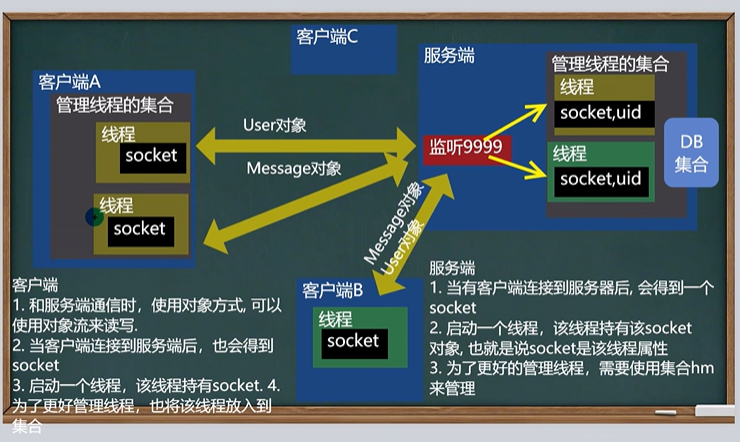 客户端C
服务端
客户端A
管理线程的集合
线程
socket
线程
socket
User对象
Message对象
监听9999
管理线程的集合
线程
socket,uid
线程
socket,uid
DB
集合
Message对象
User对象
客户端B
线程
socket
客户端
1. 和服务端通信时，使用对象方式, 可以
使用对象流来读写.
2. 当客户端连接到服务端后，也会得到
socket
3. 启动一个线程，该线程持有socket. 4.
为了更好管理线程，也将该线程放入到
集合
服务端
1. 当有客户端连接到服务器后, 会得到一个
socket
2. 启动一个线程，该线程持有该socket
对象, 也就是说socket是该线程属性
3. 为了更好的管理线程，需要使用集合hm
来管理